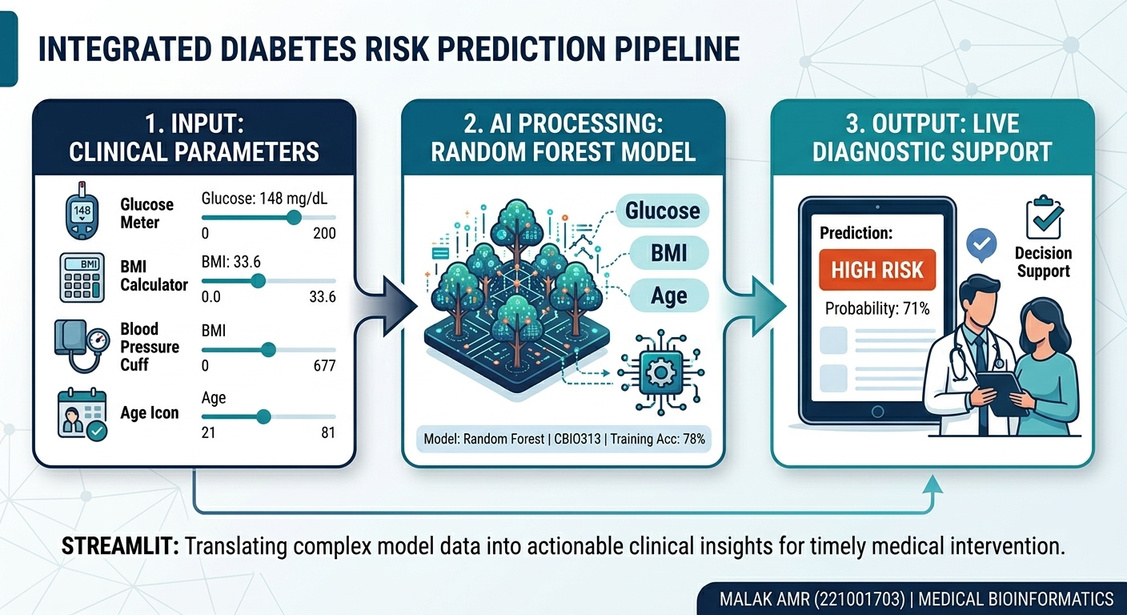 INTEGRATED DIABETES RISK PREDICTION PIPELINE
1. INPUT:
CLINICAL PARAMETERS
148
Glucose
Meter
Glucose: 148 mg/dL
0 200
BMI
BMI
Calculator
BMI: 33.6
0.0 33.6
Blood
Pressure
Cuff
BMI
0 677
Age Icon
Age
21 81
2. AI PROCESSING:
RANDOM FOREST MODEL
Glucose
BMI
Age
Model: Random Forest | CBIO313 | Training Acc: 78%
3. OUTPUT: LIVE
DIAGNOSTIC SUPPORT
Prediction:
HIGH RISK
Probability: 71%
Decision
Support
STREAMLIT: Translating complex model data into actionable clinical insights for timely medical intervention.
MALAK AMR (221001703) | MEDICAL BIOINFORMATICS